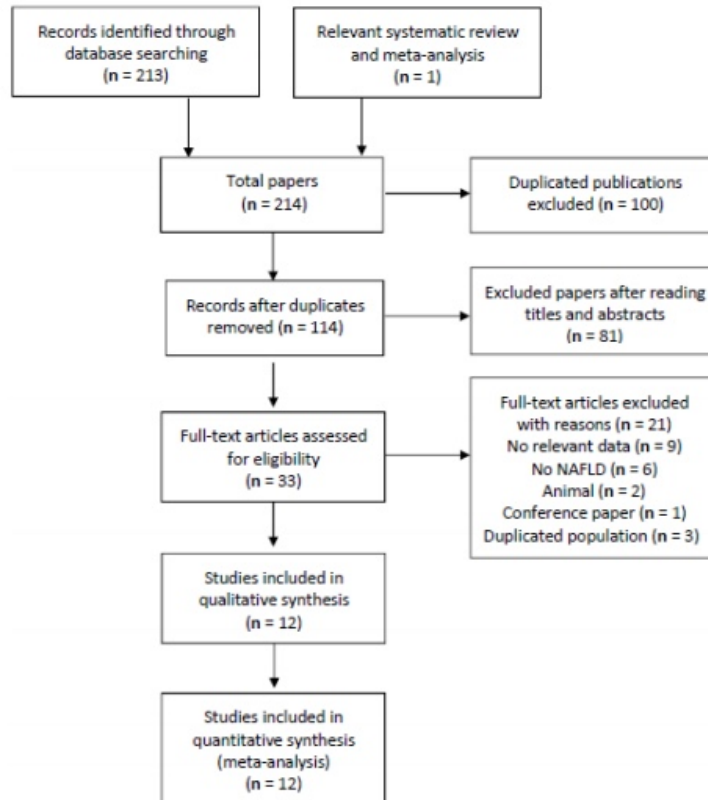 Records identified through
database searching
(n = 213)
Relevant systematic review
and meta-analysis
(n = 1)
Total papers
(n = 214)
Duplicated publications
excluded (n = 100)
Records after duplicates
removed (n = 114)
Excluded papers after reading
titles and abstracts
(n = 81)
Full-text articles assessed
for eligibility
(n = 33)
Full-text articles excluded
with reasons (n = 21)
No relevant data (n = 9)
No NAFLD (n = 6)
Animal (n = 2)
Conference paper (n = 1)
Duplicated population (n = 3)
Studies included in
qualitative synthesis
(n = 12)
Studies included in
quantitative synthesis
(meta-analysis)
(n = 12)